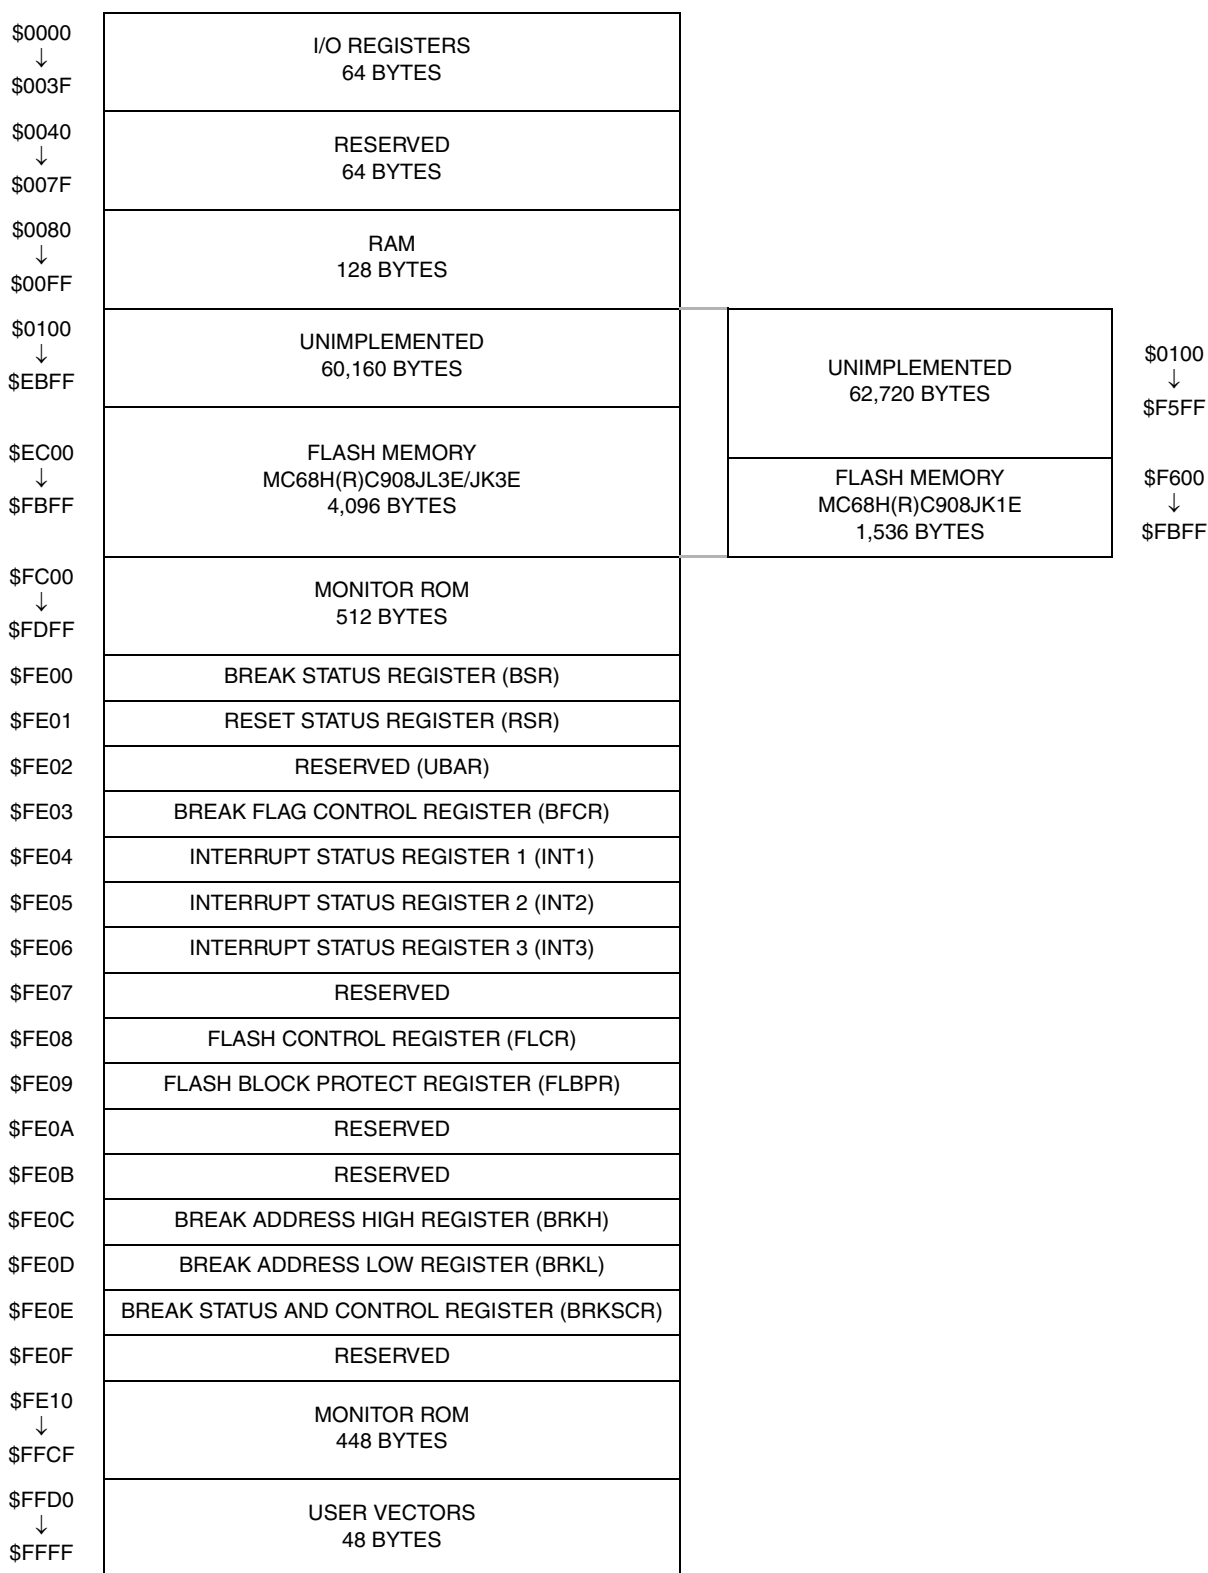 $0000
↓
$003F
I/O REGISTERS
64 BYTES
$0040
↓
$007F
RESERVED
64 BYTES
$0080
↓
$00FF
RAM
128 BYTES
$0100
↓
$EBFF
UNIMPLEMENTED
60,160 BYTES
UNIMPLEMENTED
62,720 BYTES
$0100
↓
$F5FF
$EC00
↓
$FBFF
FLASH MEMORY
MC68H(R)C908JL3E/JK3E
4,096 BYTES
FLASH MEMORY
MC68H(R)C908JK1E
1,536 BYTES
$F600
↓
$FBFF
$FC00
↓
$FDFF
MONITOR ROM
512 BYTES
$FE00 BREAK STATUS REGISTER (BSR)
$FE01 RESET STATUS REGISTER (RSR)
$FE02 RESERVED (UBAR)
$FE03 BREAK FLAG CONTROL REGISTER (BFCR)
$FE04 INTERRUPT STATUS REGISTER 1 (INT1)
$FE05 INTERRUPT STATUS REGISTER 2 (INT2)
$FE06 INTERRUPT STATUS REGISTER 3 (INT3)
$FE07 RESERVED
$FE08 FLASH CONTROL REGISTER (FLCR)
$FE09 FLASH BLOCK PROTECT REGISTER (FLBPR)
$FE0A RESERVED
$FE0B RESERVED
$FE0C BREAK ADDRESS HIGH REGISTER (BRKH)
$FE0D BREAK ADDRESS LOW REGISTER (BRKL)
$FE0E BREAK STATUS AND CONTROL REGISTER (BRKSCR)
$FE0F RESERVED
$FE10
↓
$FFCF
MONITOR ROM
448 BYTES
$FFD0
↓
$FFFF
USER VECTORS
48 BYTES